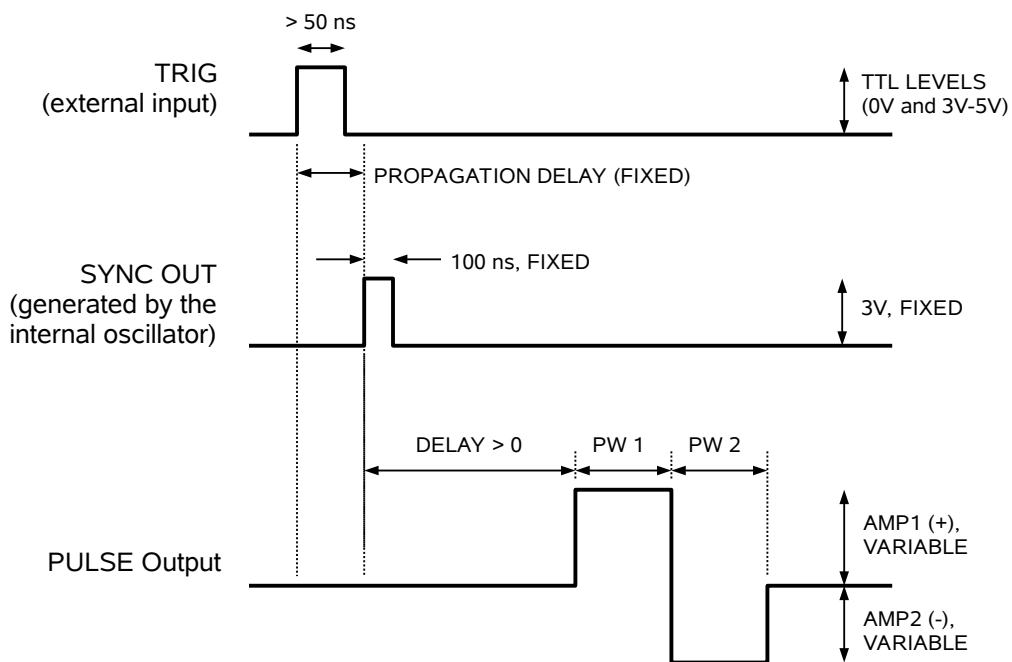 > 50 ns
TRIG
(external input)
TTL LEVELS
(0V and 3V-5V)
PROPAGATION DELAY (FIXED)
SYNC OUT
(generated by the
internal oscillator)
100 ns, FIXED
3V, FIXED
DELAY > 0
PW 1
PW 2
PULSE Output
AMP1 (+),
VARIABLE
AMP2 (-),
VARIABLE